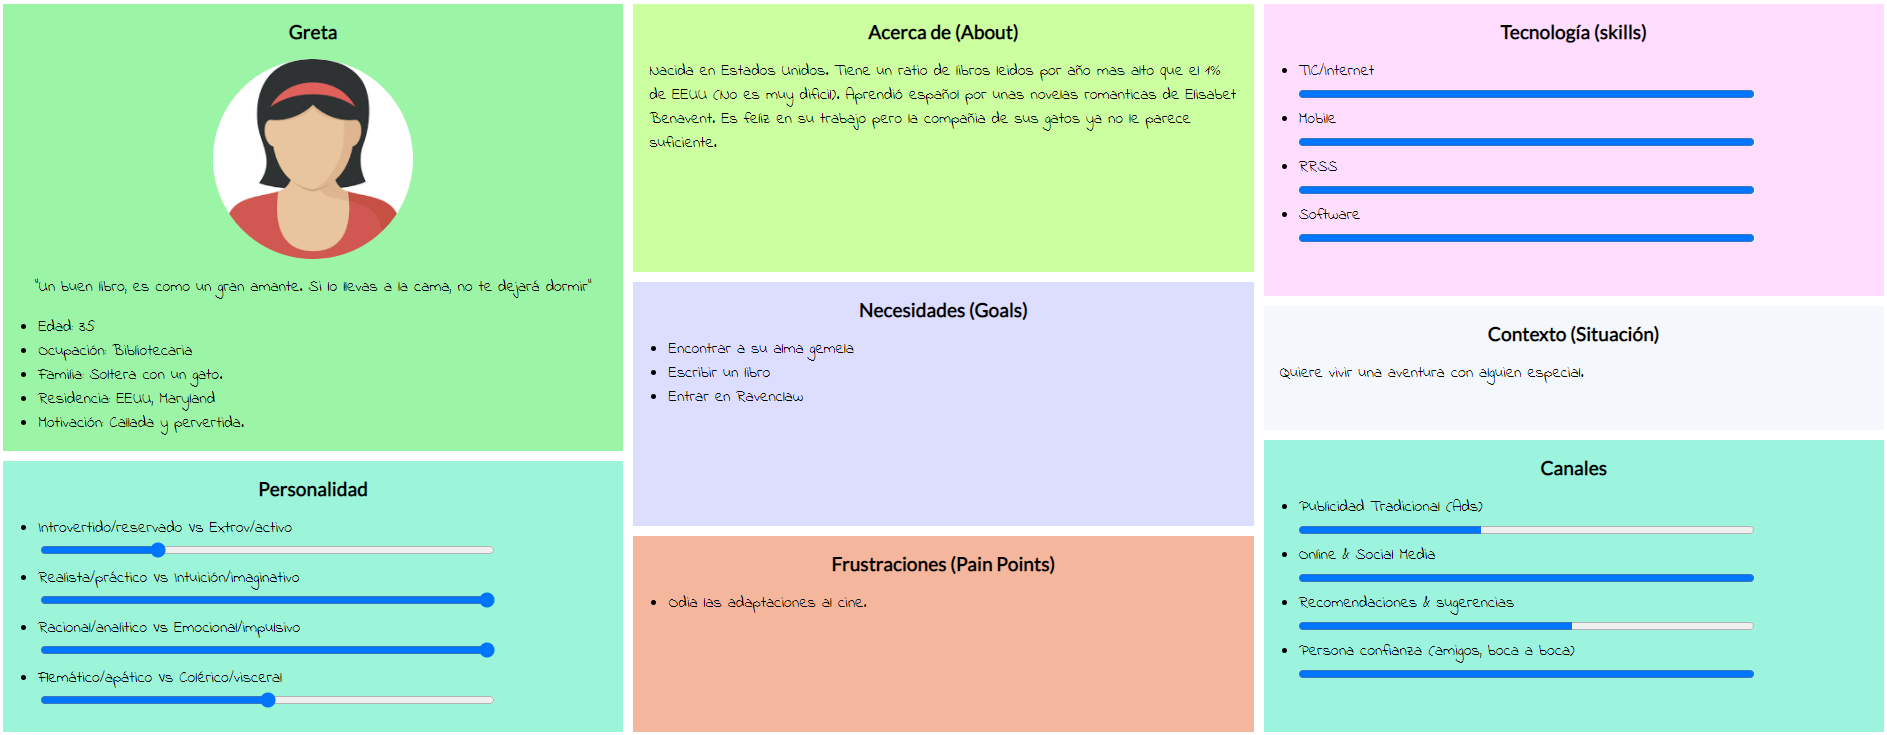 Greta
"Un buen libro, es como un gran amante. Si lo llevas a la cama, no te dejará dormir"
Edad: 35
Ocupación: Bibliotecaria
Familia: Soltera con un gato.
Residencia: EEUU, Maryland
Motivación: Callada y pervertida.
Personalidad
Introvertido/reservado Vs Extrov/activo
Realista/práctico Vs Intuición/imaginativo
Racional/analítico Vs Emocional/impulsivo
Flemático/apático Vs Colérico/visceral
Acerca de (About)
Nacida en Estados Unidos. Tiene un ratio de libros leidos por año mas alto que el 1%
de EEUU (No es muy dificil). Aprendió español por unas novelas romanticas de Elisabet
Benavent. Es feliz en su trabajo pero la compañia de sus gatos ya no le parece
suficiente.
Necesidades (Goals)
Encontrar a su alma gemela
Escribir un libro
Entrar en Ravenclaw
Frustraciones (Pain Points)
Odia las adaptaciones al cine.
Tecnología (skills)
TIC/Internet
Mobile
RRSS
Software
Contexto (Situación)
Quiere vivir una aventura con alguien especial.
Canales
Publicidad Tradicional (Ads)
Online & Social Media
Recomendaciones & sugerencias
Persona confianza (amigos, boca a boca)